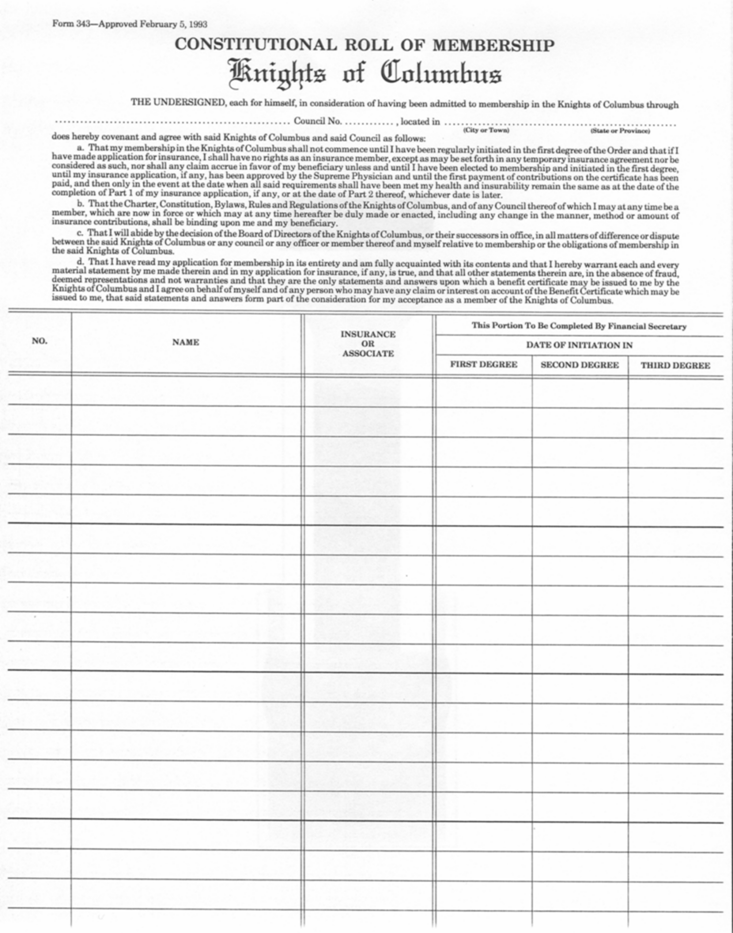 Form 343—Approved February 5, 1993
CONSTITUTIONAL ROLL OF MEMBERSHIP
Knights of Columbus
THE UNDERSIGNED, each for himself, in consideration of having been admitted to membership in the Knights of Columbus through
............................................................ Council No. ............., located in ............................................................
(City or Town) (State or Province)
does hereby covenant and agree with said Knights of Columbus and said Council as follows:
a. That my membership in the Knights of Columbus shall not commence until I have been regularly initiated in the first degree of the Order and that if I
have made application for insurance, I shall have no rights as an insurance member, except as may be set forth in any temporary insurance agreement nor be
considered as such, nor shall any claim accrue in favor of my beneficiary unless and until I have been elected to membership and initiated in the first degree,
until my insurance application, if any, has been approved by the Supreme Physician and until the first payment of contributions on the certificate has been
paid, and then only in the event at the date when all said requirements shall have been met my health and insurability remain the same as at the date of the
completion of Part 1 of my insurance application, if any, or at the date of Part 2 thereof, whichever date is later.
b. That the Charter, Constitution, Bylaws, Rules and Regulations of the Knights of Columbus, and of any Council thereof of which I may at any time be a
member, which are now in force or which may at any time hereafter be duly made or enacted, including any change in the manner, method or amount of
insurance contributions, shall be binding upon me and my beneficiary.
c. That I will abide by the decision of the Board of Directors of the Knights of Columbus, or their successors in office, in all matters of difference or dispute
between the said Knights of Columbus or any council or any officer or member thereof and myself relative to membership or the obligations of membership in
the said Knights of Columbus.
d. That I have read my application for membership in its entirety and am fully acquainted with its contents and that I hereby warrant each and every
material statement by me made therein and in my application for insurance, if any, is true, and that all other statements therein are, in the absence of fraud,
deemed representations and not warranties and that they are the only statements and answers upon which a benefit certificate may be issued to me by the
Knights of Columbus and I agree on behalf of myself and of any person who may have any claim or interest on account of the Benefit Certificate which may be
issued to me, that said statements and answers form part of the consideration for my acceptance as a member of the Knights of Columbus.
NO.
NAME
INSURANCE
OR
ASSOCIATE
This Portion To Be Completed By Financial Secretary
DATE OF INITIATION IN
FIRST DEGREE SECOND DEGREE THIRD DEGREE